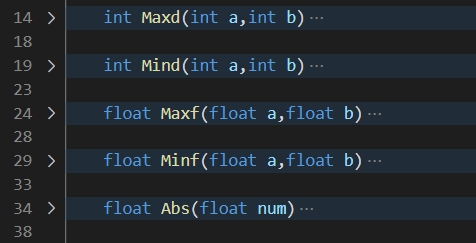 14 > int Maxd(int a,int b)···
18
19 > int Mind(int a,int b)···
23
24 > float Maxf(float a,float b)···
28
29 > float Minf(float a,float b)···
33
34 > float Abs(float num)···
38